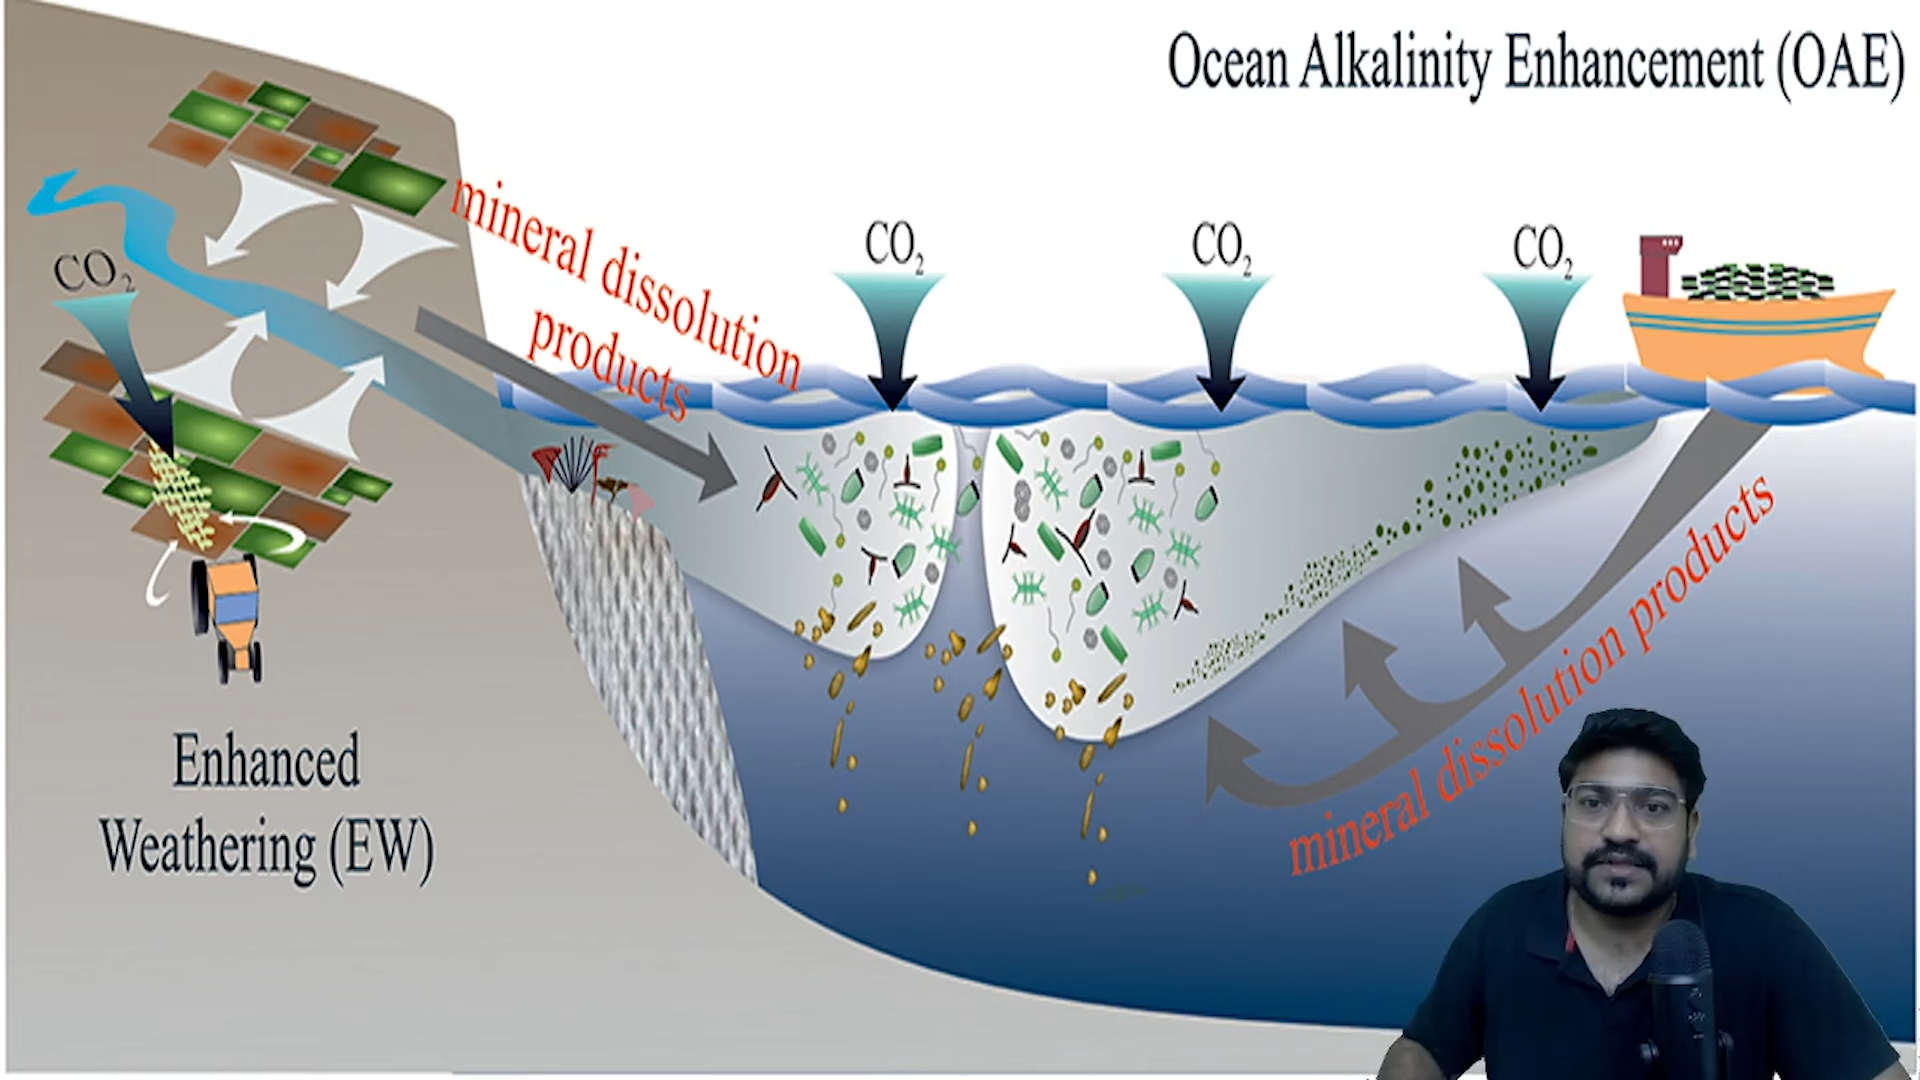 Ocean Alkalinity Enhancement (OAE)
mineral dissolution
products
CO₂
CO₂
CO₂
CO₂
mineral dissolution products
Enhanced
Weathering (EW)